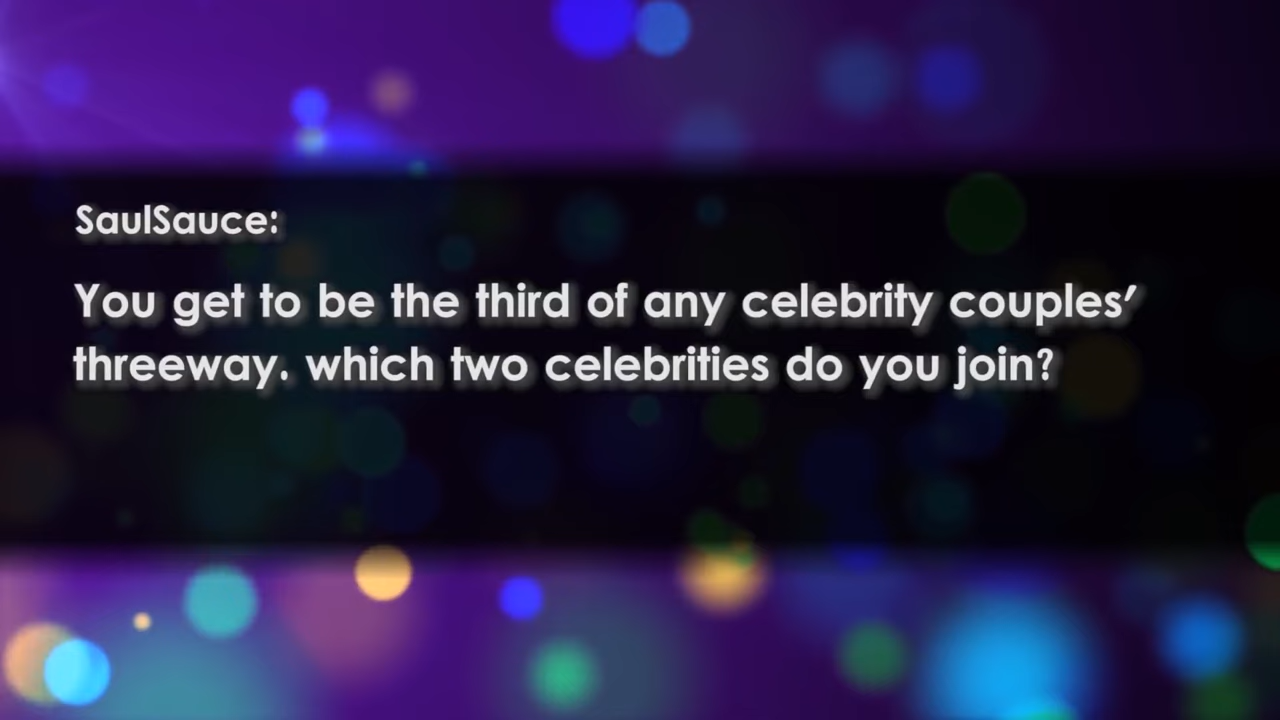 SaulSauce:
You get to be the third of any celebrity couples’
threeway. which two celebrities do you join?